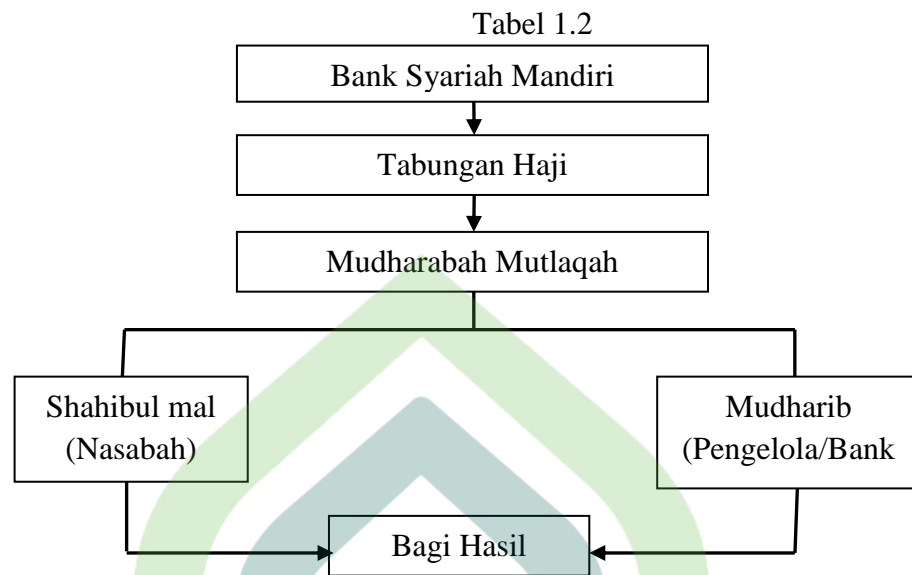 Tabel 1.2
Bank Syariah Mandiri
Tabungan Haji
Mudharabah Mutlaqah
Shahibul mal
(Nasabah)
Mudharib
(Pengelola/Bank
Bagi Hasil